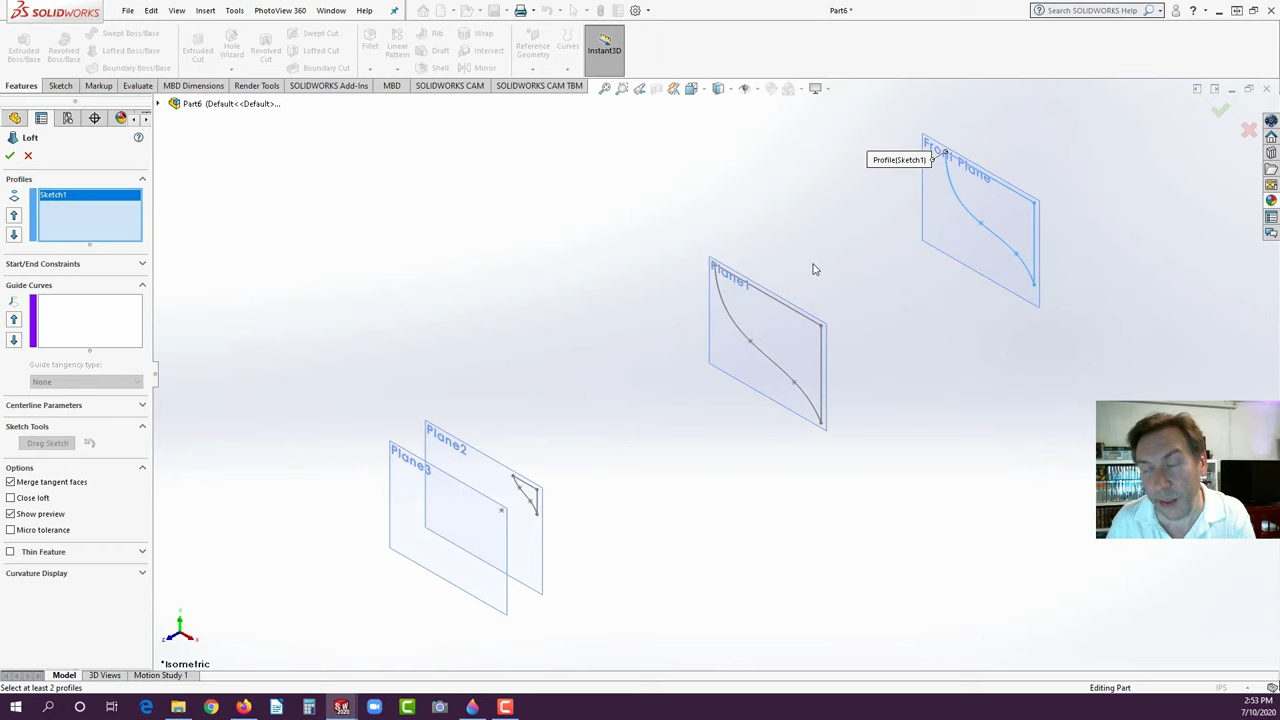 SOLIDWORKS
File
Edit
View
Insert
Tools
PhotoView 360
Window
Help
Part6 *
Search SOLIDWORKS Help
Extruded Boss/Base
Revolved Boss/Base
Swept Boss/Base
Lofted Boss/Base
Boundary Boss/Base
Extruded Cut
Hole Wizard
Revolved Cut
Swept Cut
Lofted Cut
Boundary Cut
Fillet
Linear Pattern
Rib
Draft
Shell
Wrap
Intersect
Mirror
Reference Geometry
Curves
Instant3D
Features
Sketch
Markup
Evaluate
MBD Dimensions
Render Tools
SOLIDWORKS Add-Ins
MBD
SOLIDWORKS CAM
SOLIDWORKS CAM TBM
Part6 (Default<<Default>...
Loft
Profiles
Sketch1
Start/End Constraints
Guide Curves
Guide tangency type:
None
Centerline Parameters
Sketch Tools
Drag Sketch
Options
Merge tangent faces
Close loft
Show preview
Micro tolerance
Thin Feature
Curvature Display
Profile(Sketch1)
Front Plane
Plane1
Plane2
Plane3
Y
Z
X
*Isometric
Model
3D Views
Motion Study 1
Select at least 2 profiles
Editing Part
IPS
2:53 PM
7/10/2020